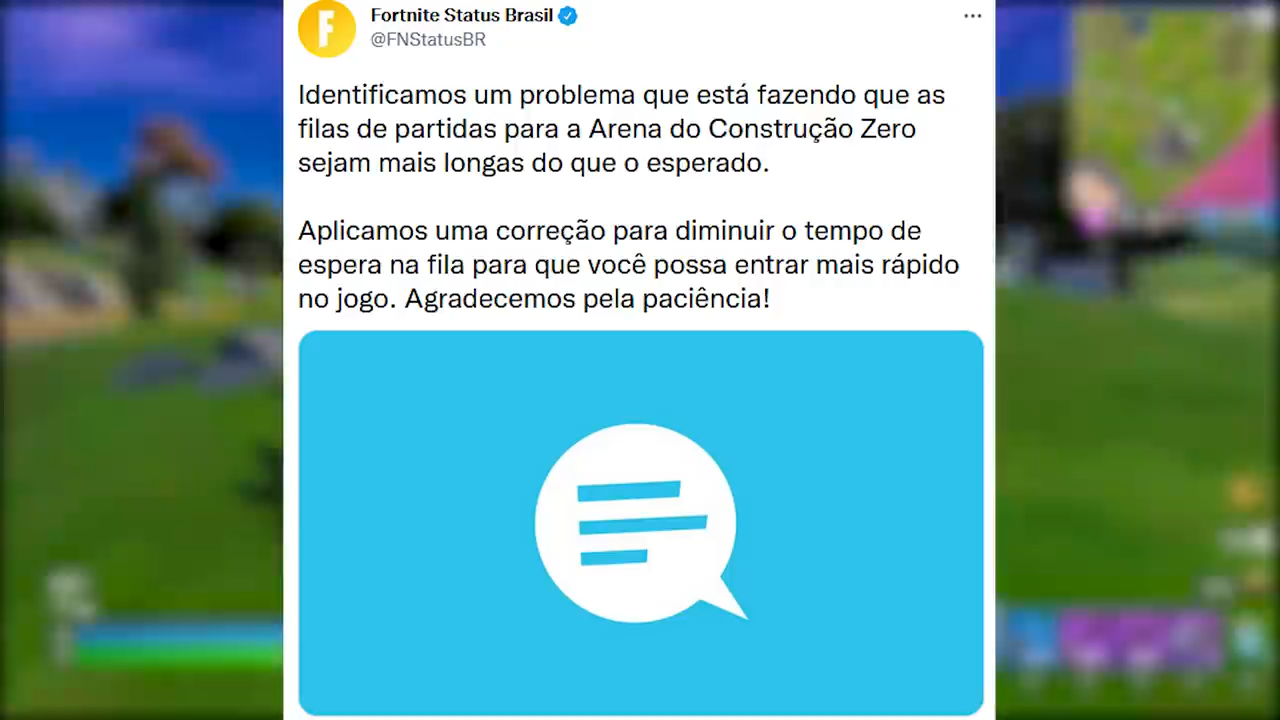 Fortnite Status Brasil
@FNStatusBR
Identificamos um problema que está fazendo que as
filas de partidas para a Arena do Construção Zero
sejam mais longas do que o esperado.
Aplicamos uma correção para diminuir o tempo de
espera na fila para que você possa entrar mais rápido
no jogo. Agradecemos pela paciência!